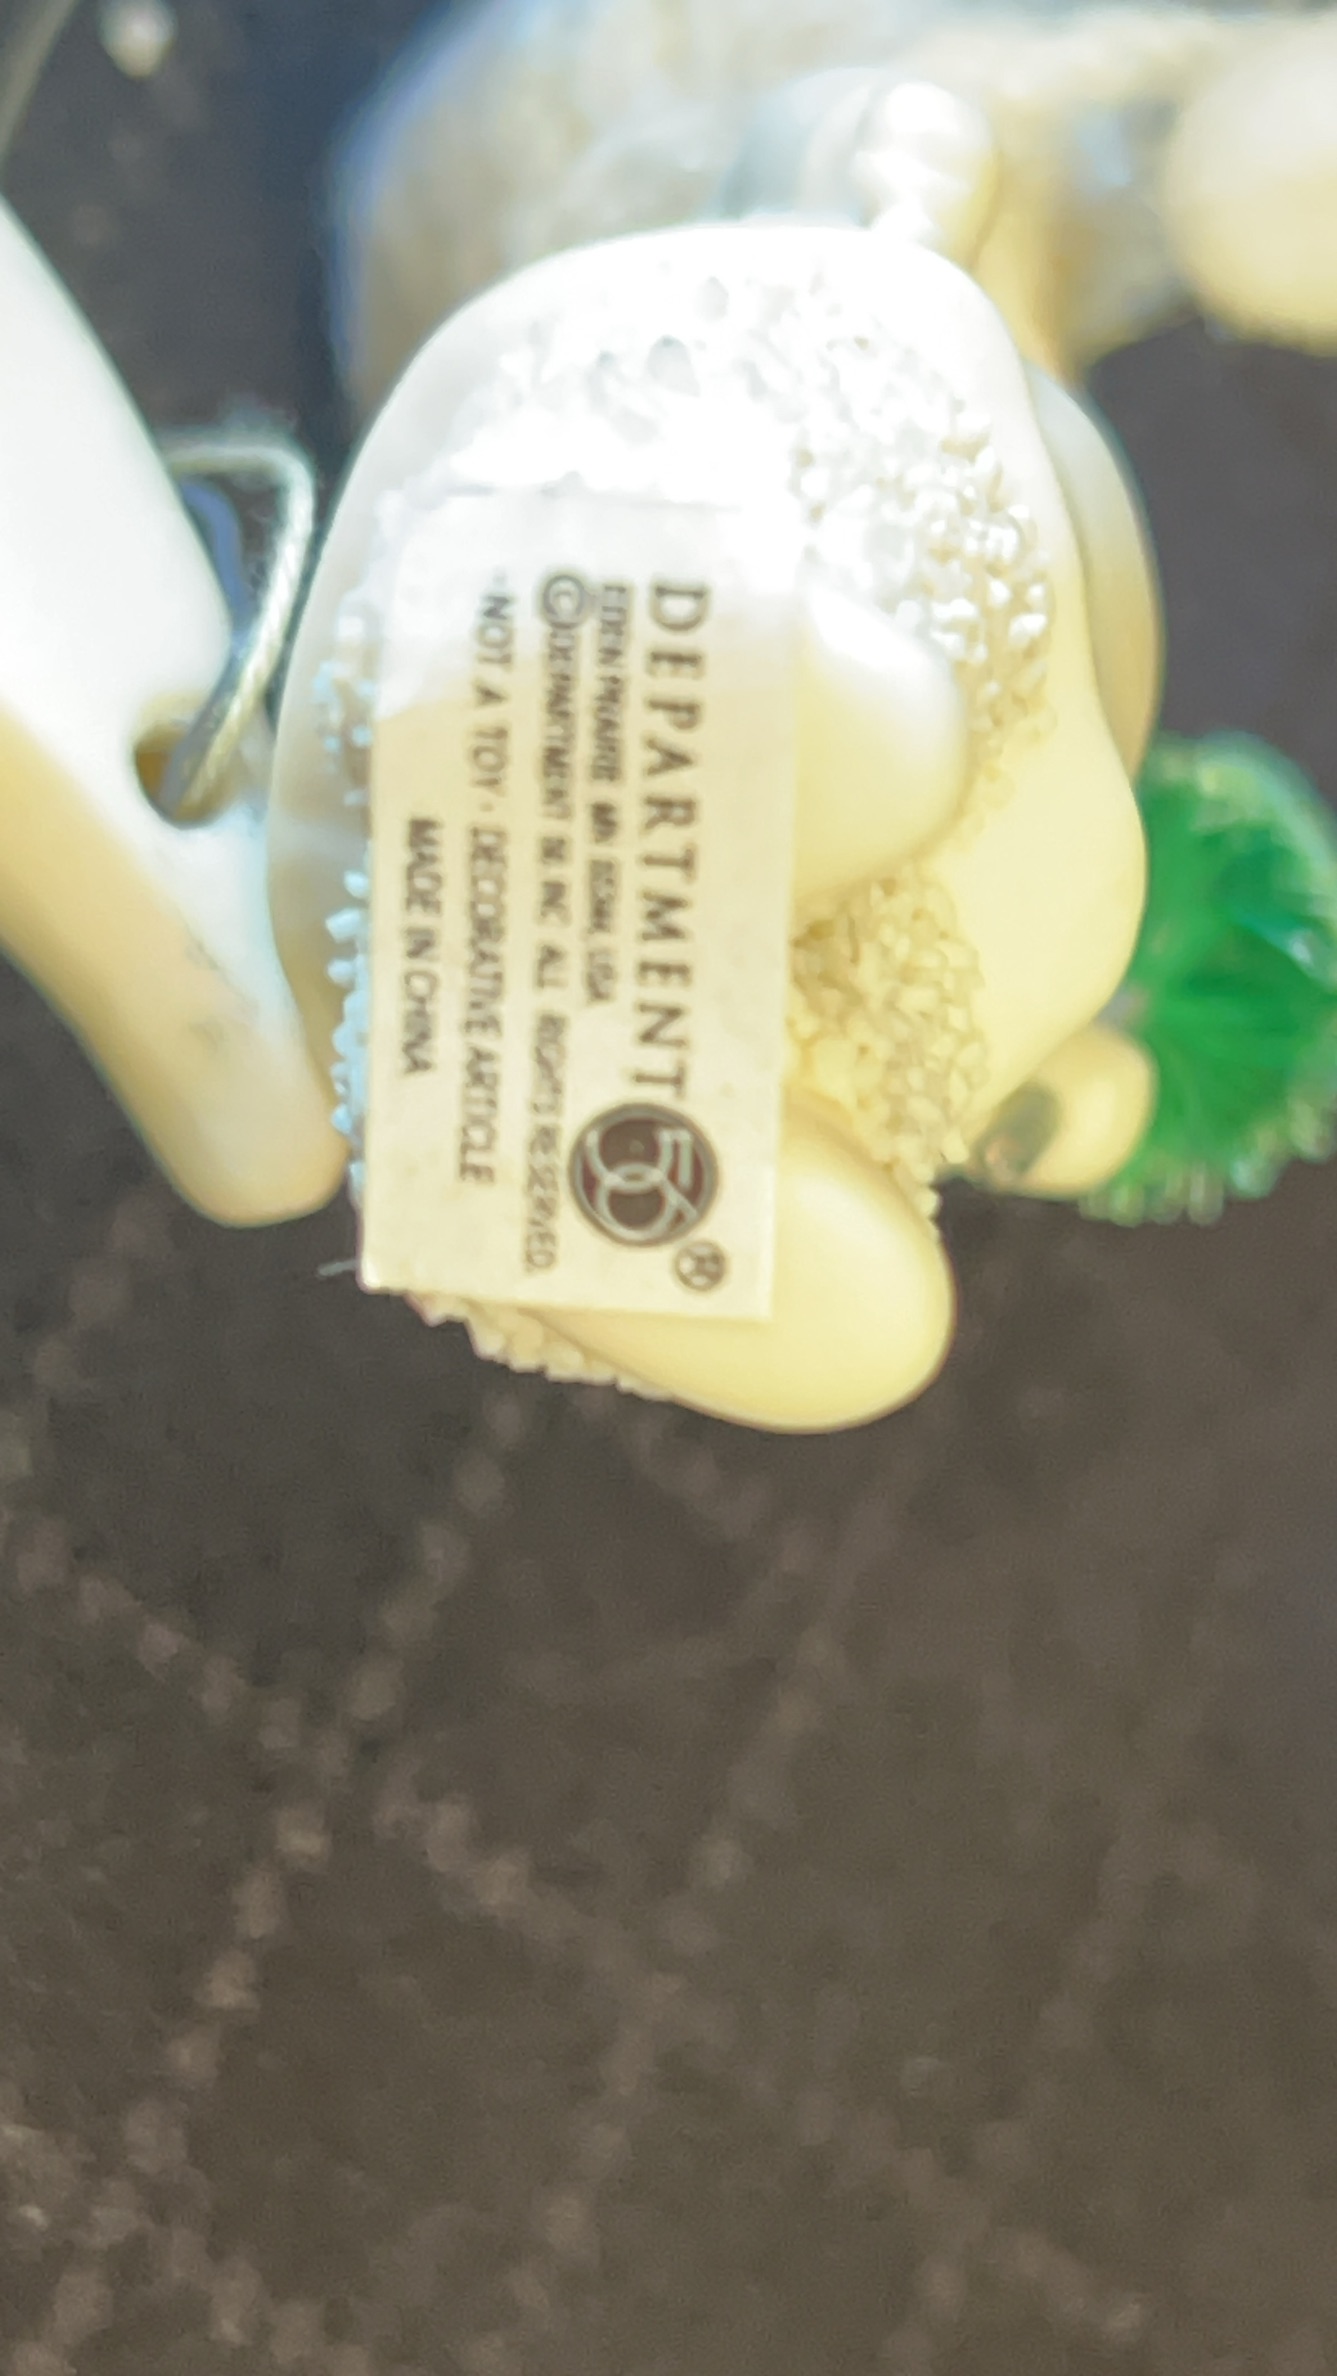 DEPARTMENT 56®
EDEN PRAIRIE MN 55344, USA
©DEPARTMENT 56, INC. ALL RIGHTS RESERVED.
·NOT A TOY· DECORATIVE ARTICLE
MADE IN CHINA